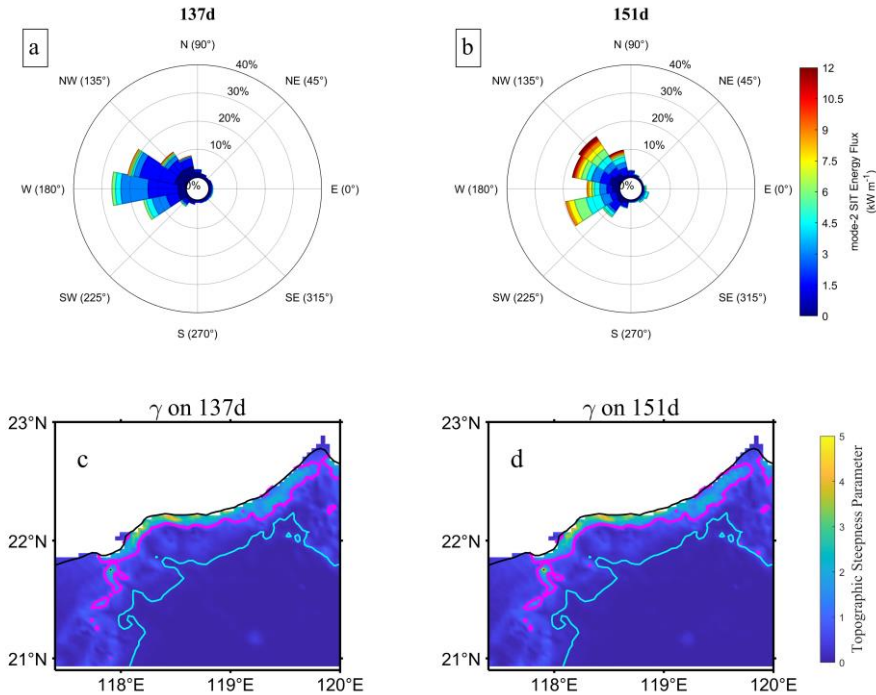 137d
151d
a
N (90°)
40%
30%
20%
10%
0%
NW (135°)
NE (45°)
W (180°)
E (0°)
SW (225°)
SE (315°)
S (270°)
b
N (90°)
40%
30%
20%
10%
0%
NW (135°)
NE (45°)
W (180°)
E (0°)
SW (225°)
SE (315°)
S (270°)
12
10.5
9
7.5
6
4.5
3
1.5
0
mode-2 SIT Energy Flux
(kW m⁻¹)
γ on 137d
23°N
22°N
21°N
c
118°E
119°E
120°E
γ on 151d
23°N
22°N
21°N
d
118°E
119°E
120°E
5
4
3
2
1
0
Topographic Steepness Parameter